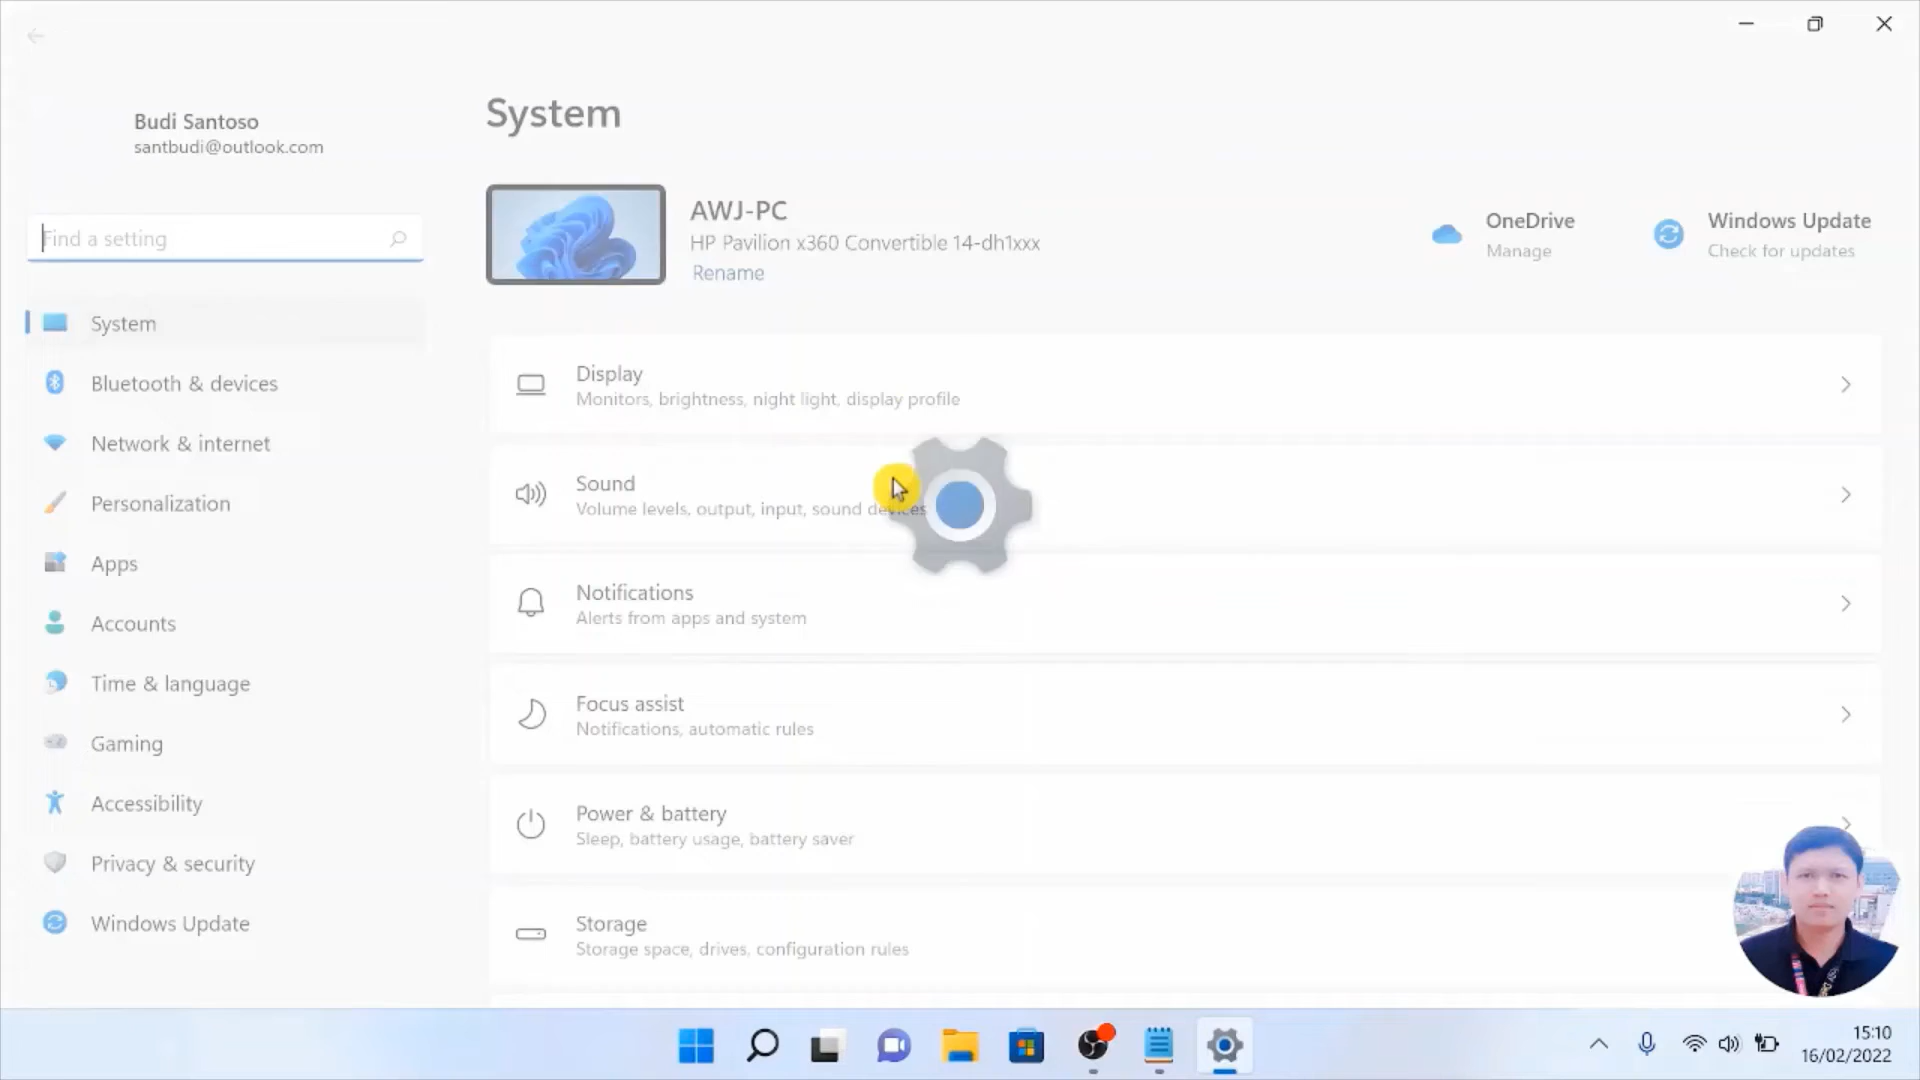 Budi Santoso
santbudi@outlook.com
Find a setting
System
Bluetooth & devices
Network & internet
Personalization
Apps
Accounts
Time & language
Gaming
Accessibility
Privacy & security
Windows Update
System
AWJ-PC
HP Pavilion x360 Convertible 14-dh1xxx
Rename
OneDrive
Manage
Windows Update
Check for updates
Display
Monitors, brightness, night light, display profile
Sound
Volume levels, output, input, sound devices
Notifications
Alerts from apps and system
Focus assist
Notifications, automatic rules
Power & battery
Sleep, battery usage, battery saver
Storage
Storage space, drives, configuration rules
15:10
16/02/2022